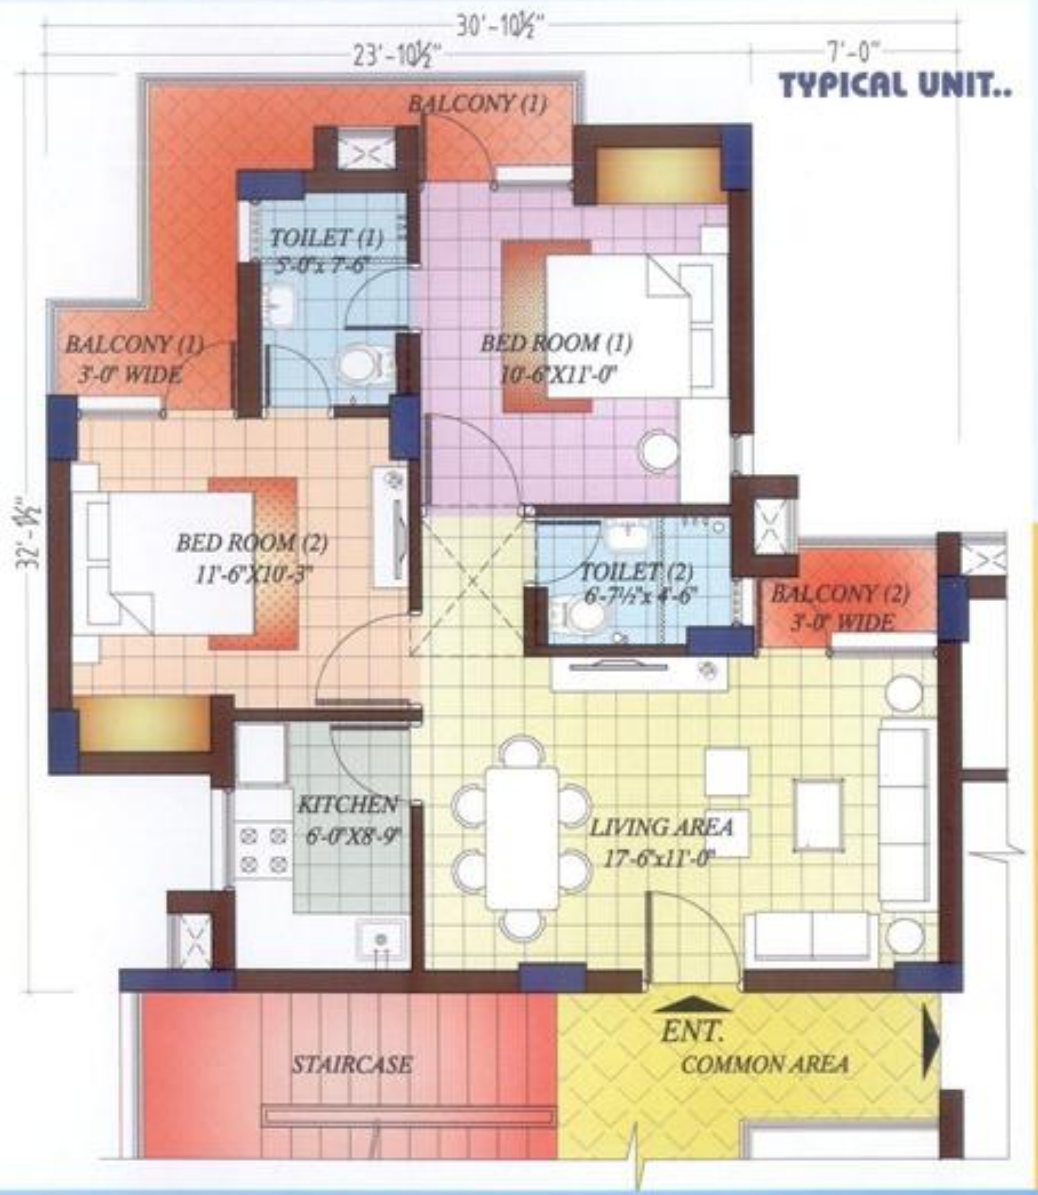 30'-10½"
23'-10½"
7'-0"
TYPICAL UNIT..
BALCONY (1)
TOILET (1)
5'-0"x 7'-6"
BALCONY (1)
3'-0" WIDE
BED ROOM (1)
10'-6"X11'-0"
32'-1½"
BED ROOM (2)
11'-6"X10'-3"
TOILET (2)
6'-7½"x 4'-6"
BALCONY (2)
3'-0" WIDE
KITCHEN
6'-0"X8'-9"
LIVING AREA
17'-6"x11'-0"
ENT.
STAIRCASE
COMMON AREA